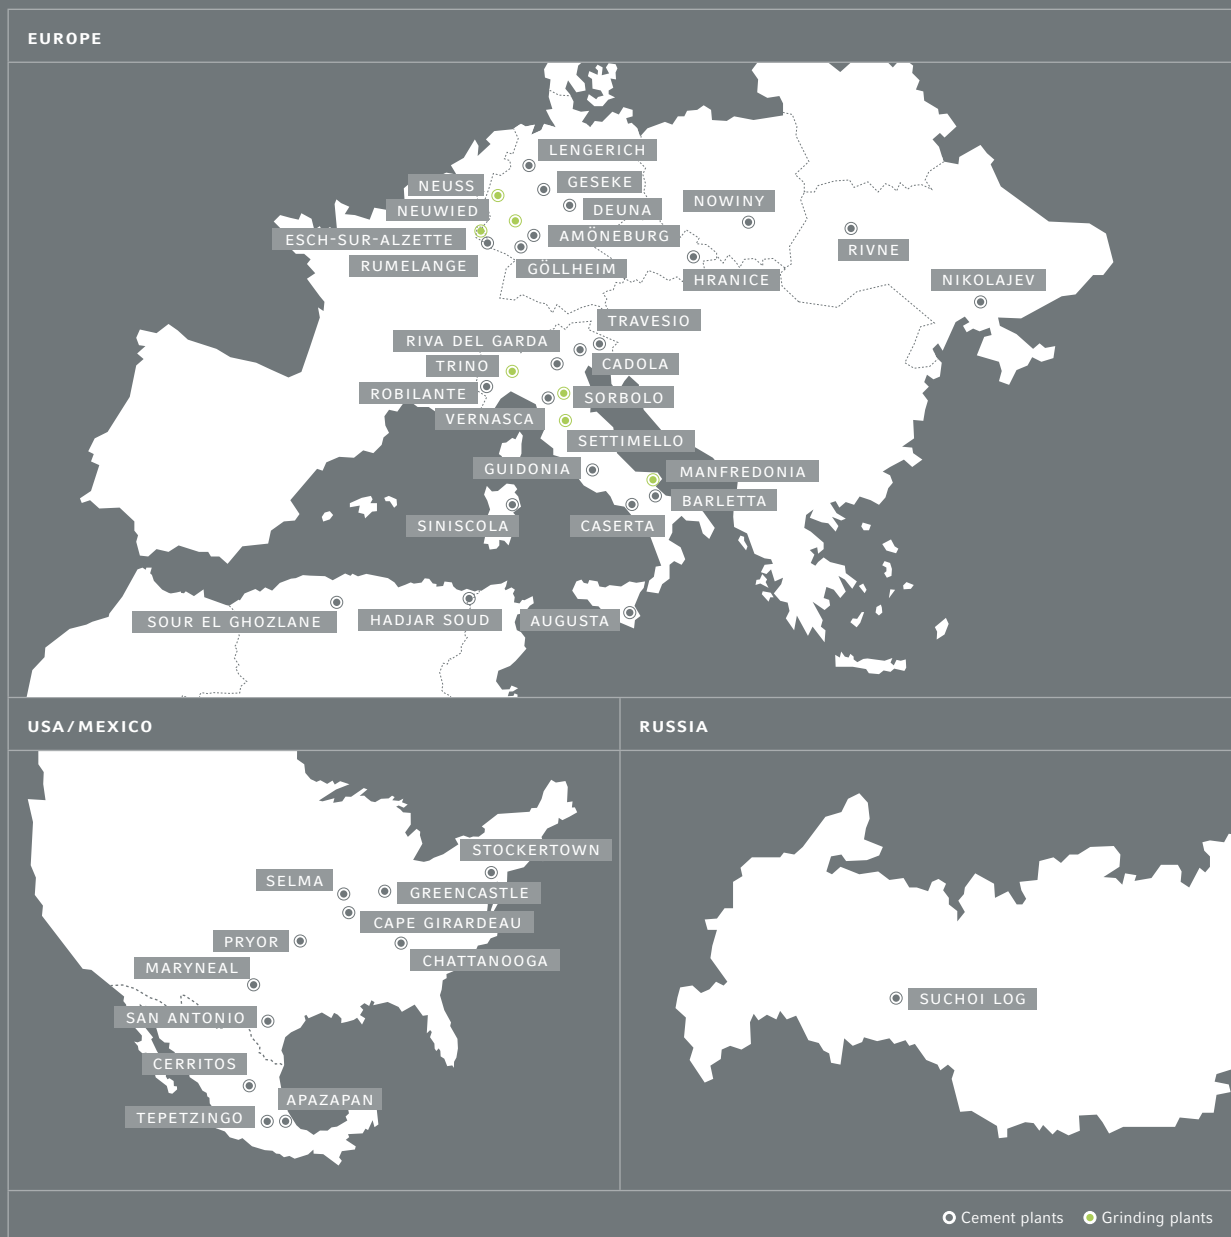 EUROPE
LENGERICH
GESEKE
NEUSS
NOWINY
NEUWIED
DEUNA
ESCH-SUR-ALZETTE
AMÖNEBURG
RIVNE
RUMELANGE
GÖLLHEIM
HRANICE
NIKOLAJEV
TRAVESIO
RIVA DEL GARDA
TRINO
CADOLA
ROBILANTE
SORBOLO
VERNASCA
SETTIMELLO
GUIDONIA
MANFREDONIA
BARLETTA
SINISCOLA
CASERTA
SOUR EL GHOZLANE
HADJAR SOUD
AUGUSTA
USA/MEXICO
STOCKERTOWN
SELMA
GREENCASTLE
CAPE GIRARDEAU
PRYOR
CHATTANOOGA
MARYNEAL
SAN ANTONIO
CERRITOS
APAZAPAN
TEPETZINGO
RUSSIA
SUCHOI LOG
Cement plants
Grinding plants